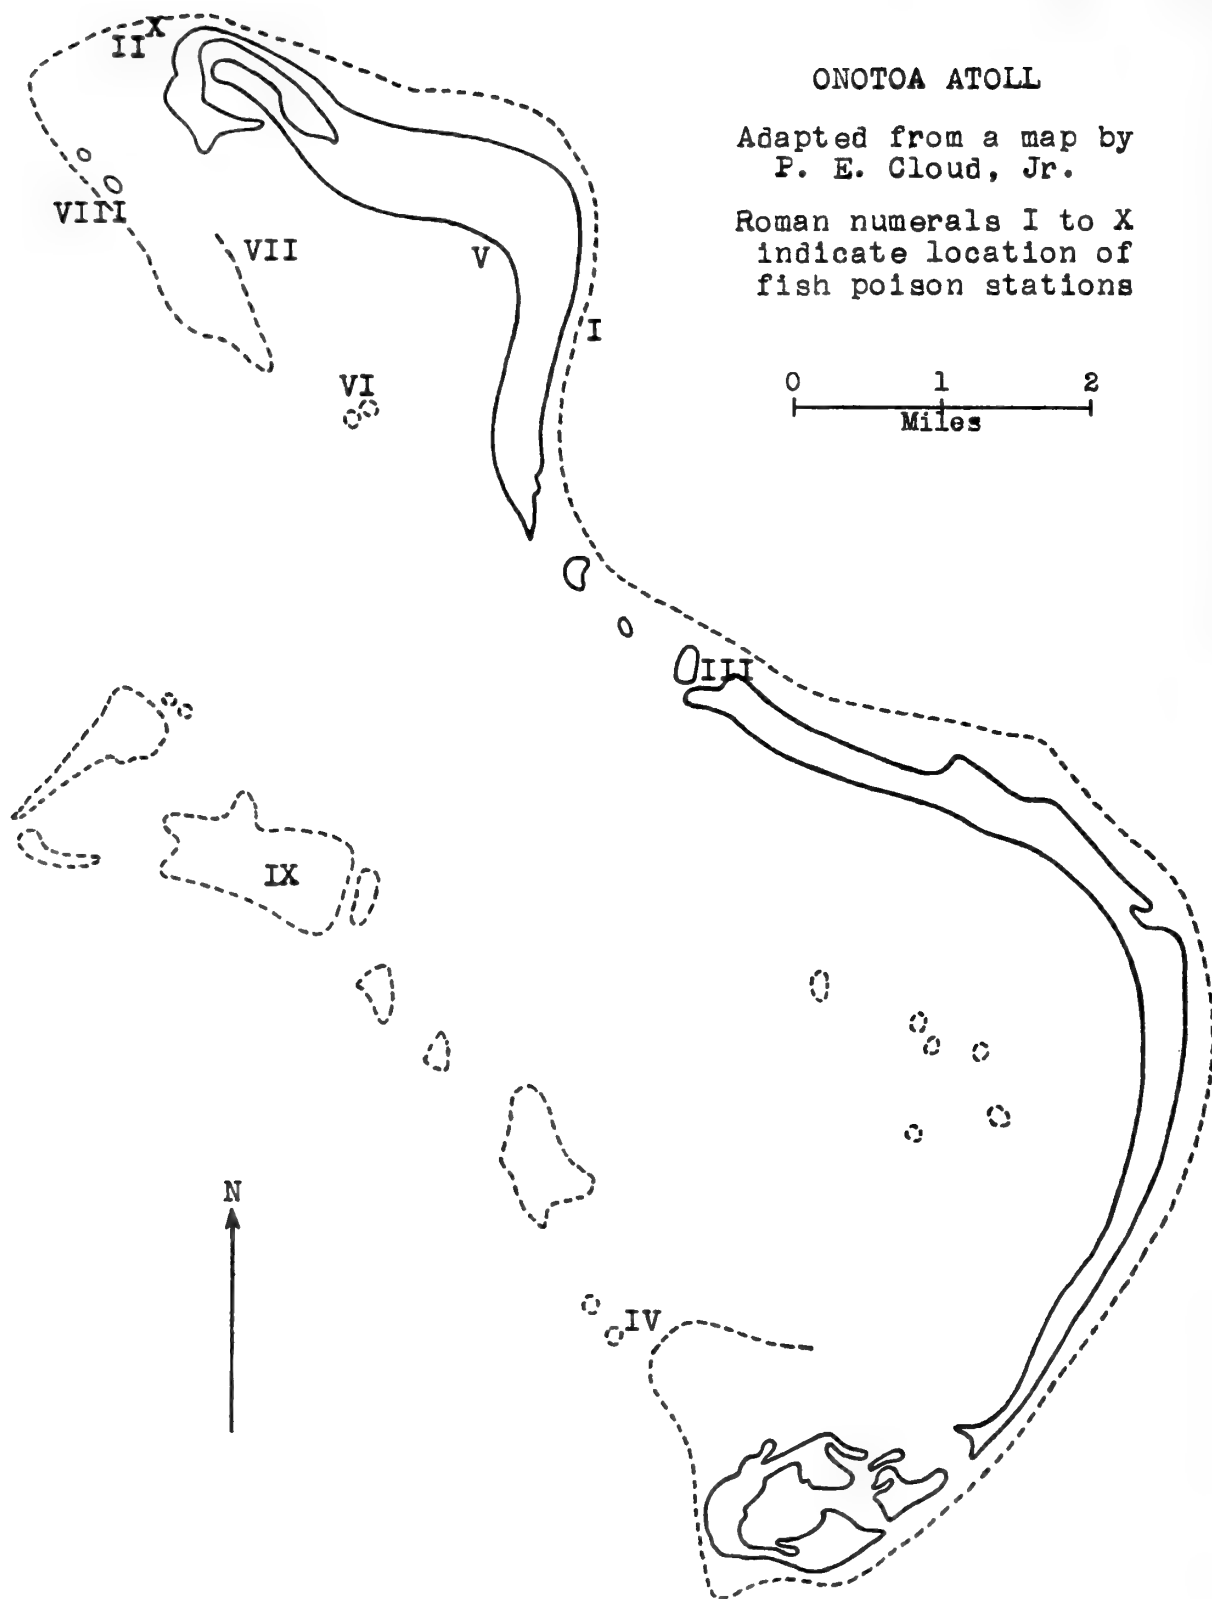 ONOTOA ATOLL
Adapted from a map by
P. E. Cloud, Jr.
Roman numerals I to X
indicate location of
fish poison stations
0 1 2
Miles
X
II
VIII
VII
V
I
VI
III
IX
N
IV